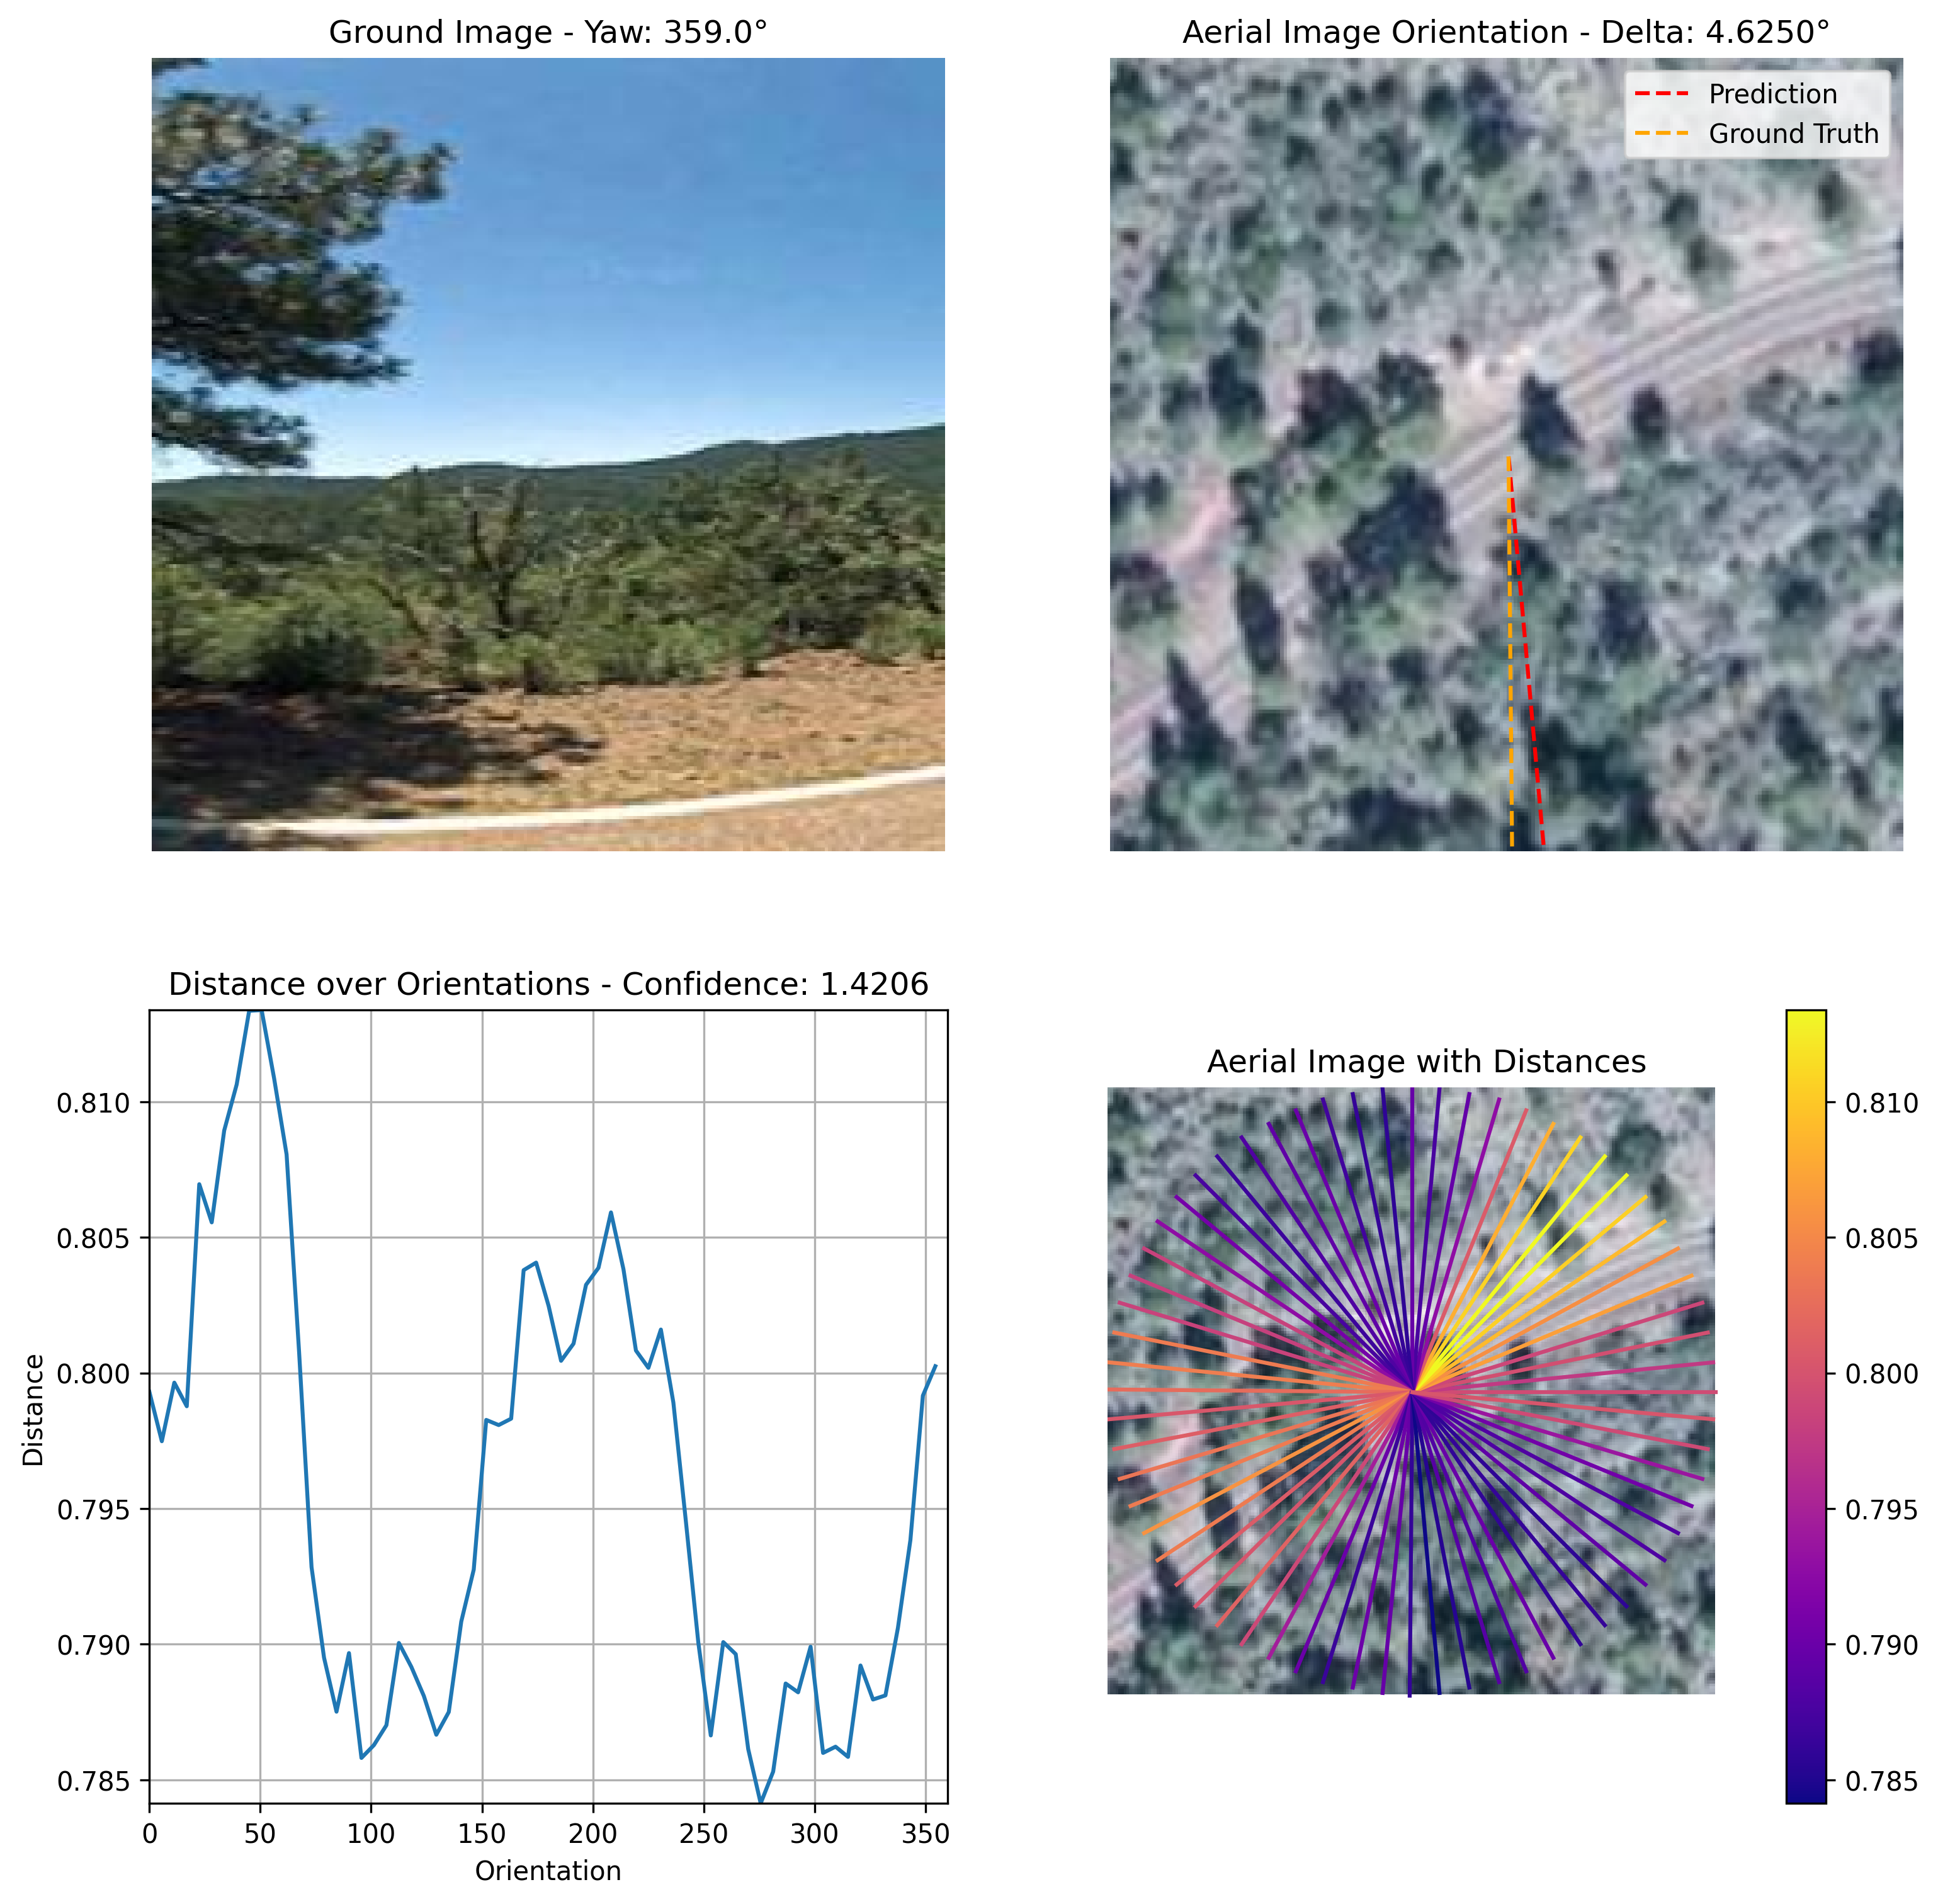 Ground Image - Yaw: 359.0°
Aerial Image Orientation - Delta: 4.6250°
Prediction
Ground Truth
Distance over Orientations - Confidence: 1.4206
0.810
0.805
0.800
0.795
0.790
0.785
Distance
0 50 100 150 200 250 300 350
Orientation
Aerial Image with Distances
0.810
0.805
0.800
0.795
0.790
0.785